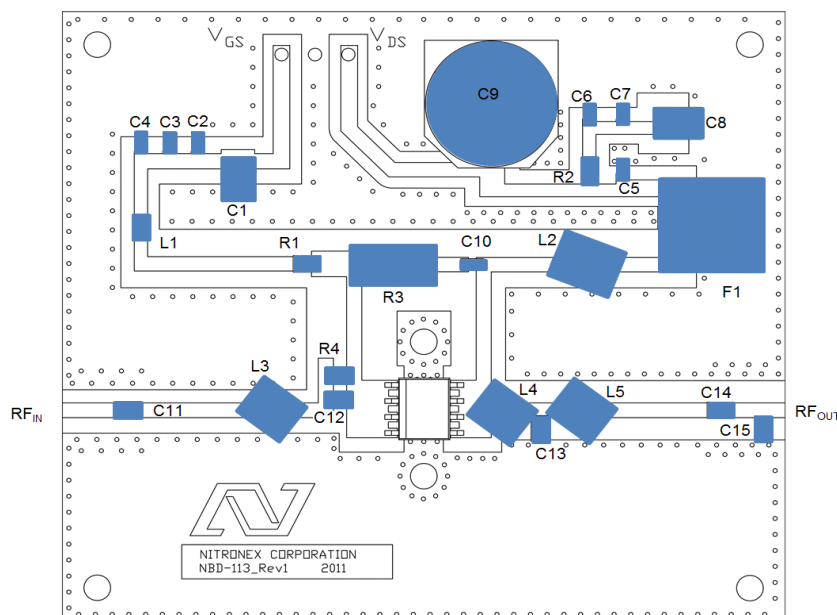 VGS VDS
C9
C6 C7
C8
C4 C3 C2
R2 C5
C1
L1
R1 C10 L2
R3 F1
L3 R4
L4 L5
RFIN C11 C12 C14 RFOUT
C13 C15
NITRONEX CORPORATION
NBD-113_Rev1 2011